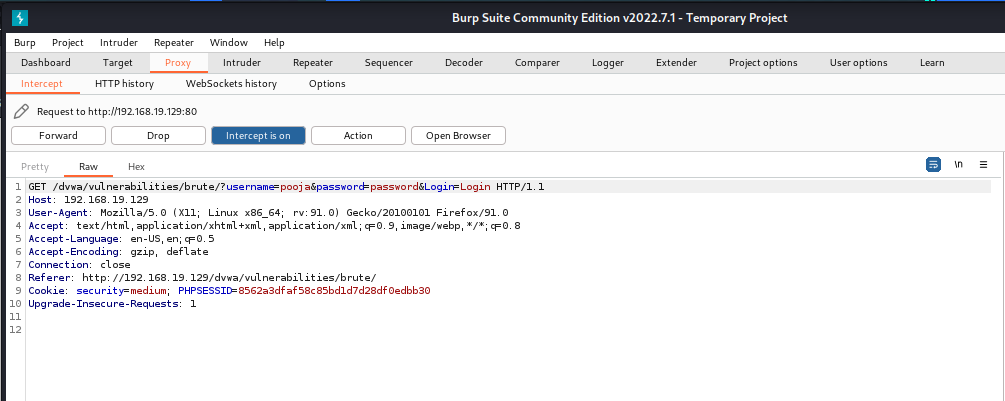 Burp Suite Community Edition v2022.7.1 - Temporary Project
Burp Project Intruder Repeater Window Help
Dashboard Target Proxy Intruder Repeater Sequencer Decoder Comparer Logger Extender Project options User options Learn
Intercept HTTP history WebSockets history Options
Request to http://192.168.19.129:80
Forward Drop Intercept is on Action Open Browser
Pretty Raw Hex \n
1 GET /dvwa/vulnerabilities/brute/?username=pooja&password=password&Login=Login HTTP/1.1
2 Host: 192.168.19.129
3 User-Agent: Mozilla/5.0 (X11; Linux x86_64; rv:91.0) Gecko/20100101 Firefox/91.0
4 Accept: text/html,application/xhtml+xml,application/xml;q=0.9,image/webp,*/*;q=0.8
5 Accept-Language: en-US,en;q=0.5
6 Accept-Encoding: gzip, deflate
7 Connection: close
8 Referer: http://192.168.19.129/dvwa/vulnerabilities/brute/
9 Cookie: security=medium; PHPSESSID=8562a3dfaf58c85bd1d7d28df0edbb30
10 Upgrade-Insecure-Requests: 1
11
12